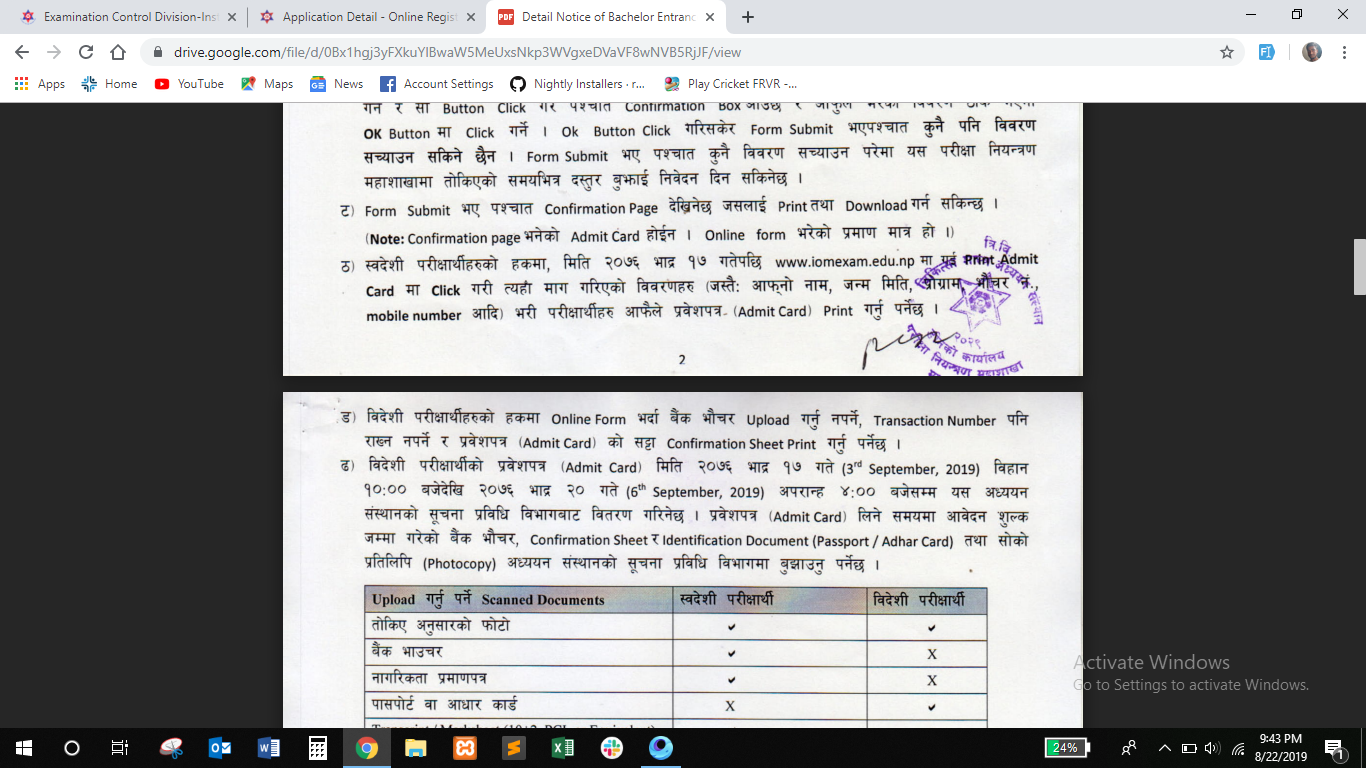 Examination Control Division-Inst
Application Detail - Online Regist
Detail Notice of Bachelor Entranc
drive.google.com/file/d/0Bx1hgj3yFXkuYlBwaW5MeUxsNkp3WVgxeDVaVF8wNVB5RjJF/view
Apps
Home
YouTube
Maps
News
Account Settings
Nightly Installers · r...
Play Cricket FRVR -...
Button Click गरे पश्चात Confirmation Box
OK Button मा Click गर्ने । Ok Button Click गरिसकेर Form Submit भएपश्चात कुनै पनि विवरण
सच्याउन सकिने छैन । Form Submit भए पश्चात कुनै विवरण सच्याउन परेमा यस परीक्षा नियन्त्रण
महाशाखामा तोकिएको समयभित्र दस्तुर बुझाई निवेदन दिन सकिनेछ ।
ट) Form Submit भए पश्चात Confirmation Page देखिनेछ जसलाई Print तथा Download गर्न सकिन्छ ।
(Note: Confirmation page भनेको Admit Card होईन । Online form भरेको प्रमाण मात्र हो ।)
ठ) स्वदेशी परीक्षार्थीहरुको हकमा, मिति २०७६ भाद्र १७ गतेपछि www.iomexam.edu.np मा गई Print Admit
Card मा Click गरी त्यहाँ माग गरिएको विवरणहरु (जस्तै: आफ्नो नाम, जन्म मिति, प्रोग्राम, भौचर नं.,
mobile number आदि) भरी परीक्षार्थीहरु आफैले प्रवेशपत्र (Admit Card) Print गर्नु पर्नेछ ।
त्रि.वि
चिकित्सा शास्त्र अध्ययन संस्थान
२०२९
कार्यालय
नियन्त्रण महाशाखा
2
ड) विदेशी परीक्षार्थीहरुको हकमा Online Form भर्दा बैंक भौचर Upload गर्नु नपर्ने, Transaction Number पनि
राख्न नपर्ने र प्रवेशपत्र (Admit Card) को सट्टा Confirmation Sheet Print गर्नु पर्नेछ ।
ढ) विदेशी परीक्षार्थीको प्रवेशपत्र (Admit Card) मिति २०७६ भाद्र १७ गते (3rd September, 2019) विहान
१०:०० बजेदेखि २०७६ भाद्र २० गते (6th September, 2019) अपरान्ह ४:०० बजेसम्म यस अध्ययन
संस्थानको सूचना प्रविधि विभागबाट वितरण गरिनेछ । प्रवेशपत्र (Admit Card) लिने समयमा आवेदन शुल्क
जम्मा गरेको बैंक भौचर, Confirmation Sheet र Identification Document (Passport / Adhar Card) तथा सोको
प्रतिलिपि (Photocopy) अध्ययन संस्थानको सूचना प्रविधि विभागमा बुझाउनु पर्नेछ ।
Upload गर्नु पर्ने Scanned Documents स्वदेशी परीक्षार्थी विदेशी परीक्षार्थी
तोकिए अनुसारको फोटो ✓ ✓
बैंक भाउचर ✓ X
नागरिकता प्रमाणपत्र ✓ X
पासपोर्ट वा आधार कार्ड X ✓
Activate Windows
Go to Settings to activate Windows.
24%
9:43 PM
8/22/2019
1